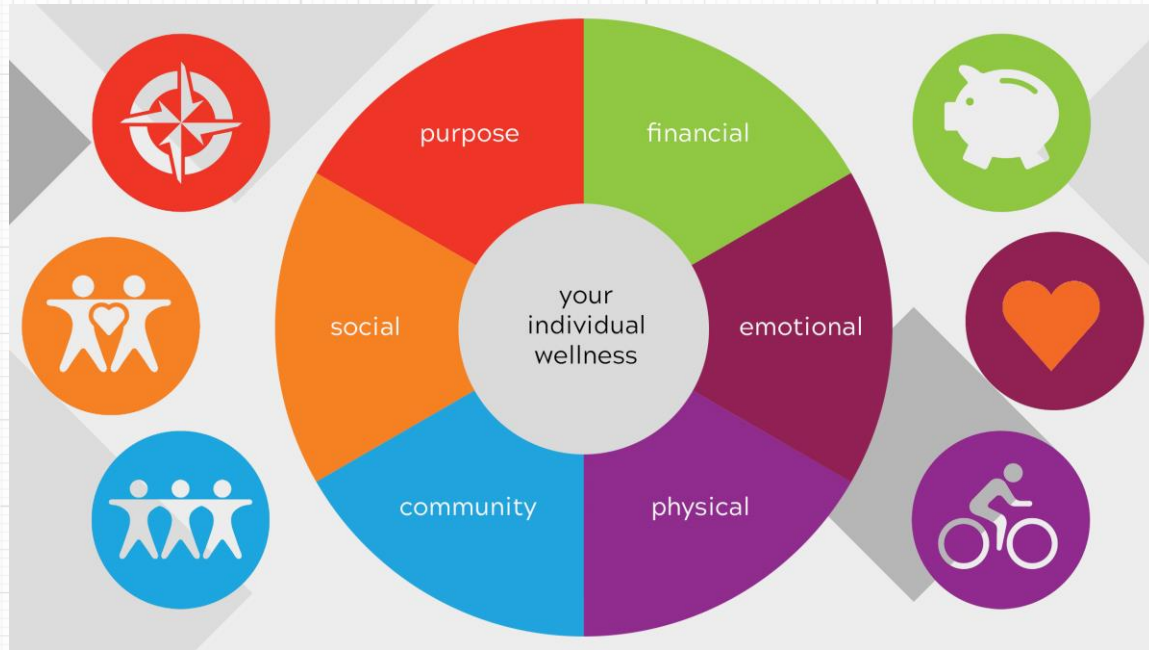 purpose
financial
social
your
individual
wellness
emotional
community
physical